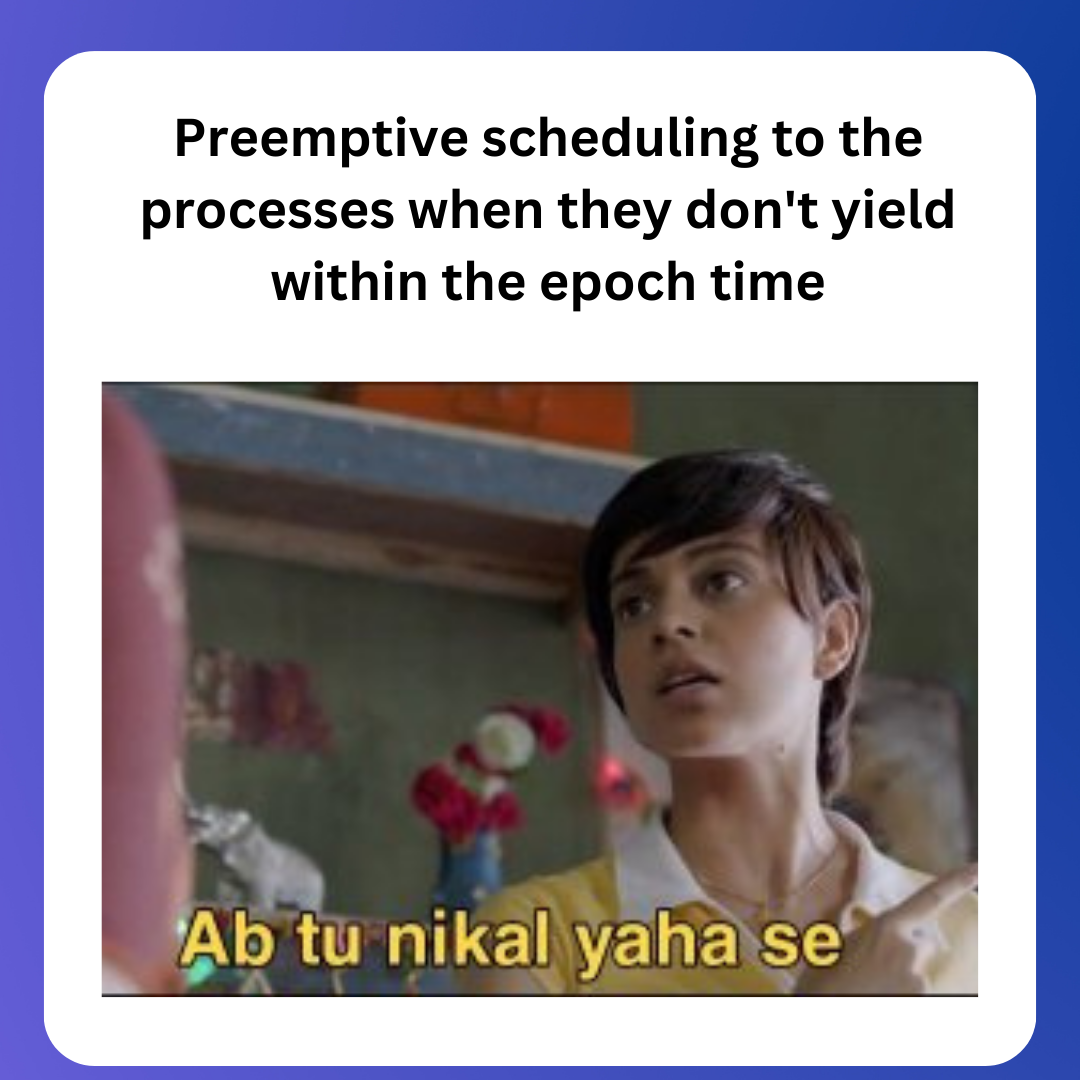 Preemptive scheduling to the
processes when they don't yield
within the epoch time
Ab tu nikal yaha se